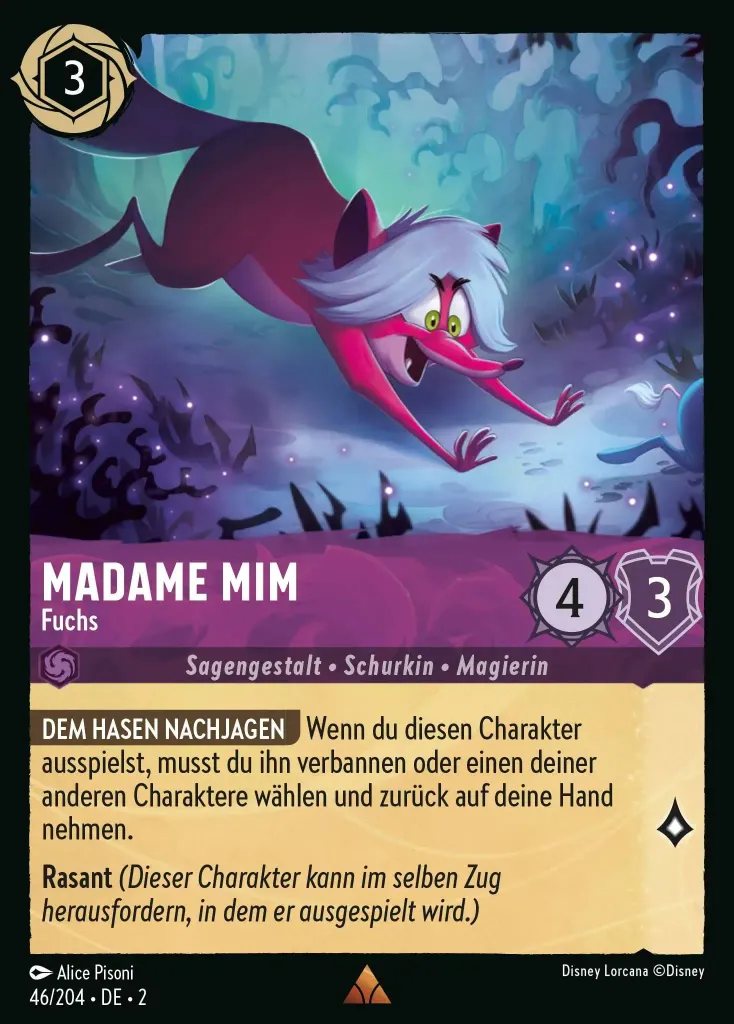 3
MADAME MIM
Fuchs
4
3
Sagengestalt • Schurkin • Magierin
DEM HASEN NACHJAGEN Wenn du diesen Charakter
ausspielst, musst du ihn verbannen oder einen deiner
anderen Charaktere wählen und zurück auf deine Hand
nehmen.
Rasant (Dieser Charakter kann im selben Zug
herausfordern, in dem er ausgespielt wird.)
Alice Pisoni
Disney Lorcana ©Disney
46/204 • DE • 2